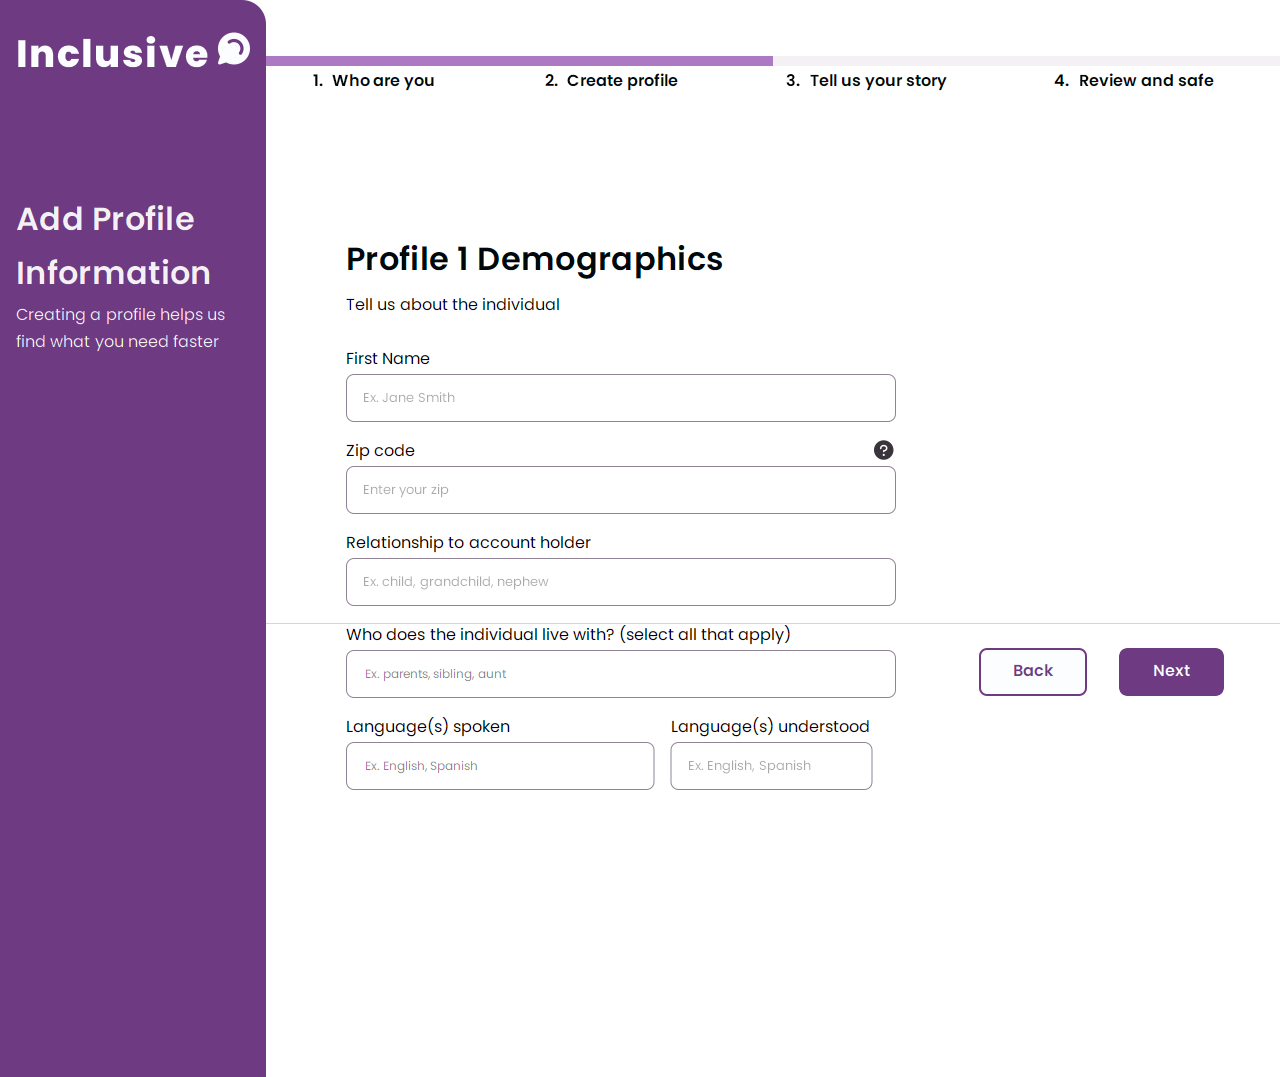 Inclusive
1. Who are you
2. Create profile
3. Tell us your story
4. Review and safe
Add Profile
Information
Creating a profile helps us
find what you need faster
Profile 1 Demographics
Tell us about the individual
First Name
Ex. Jane Smith
Zip code
?
Enter your zip
Relationship to account holder
Ex. child, grandchild, nephew
Who does the individual live with? (select all that apply)
Ex. parents, sibling, aunt
Back
Next
Language(s) spoken
Language(s) understood
Ex. English, Spanish
Ex. English, Spanish